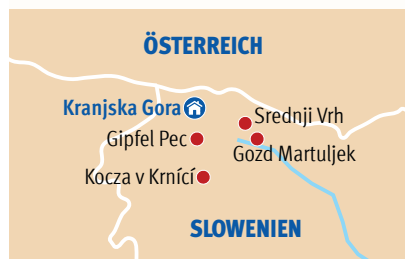 ÖSTERREICH
Kranjska Gora
Srednji Vrh
Gipfel Pec
Gozd Martuljek
Kocza v Krnící
SLOWENIEN